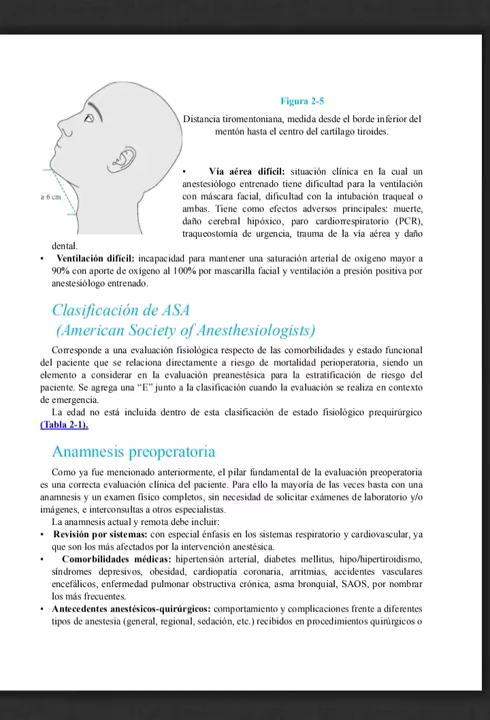 Figura 2-5
Distancia tiromentoniana, medida desde el borde inferior del
mentón hasta el centro del cartílago tiroides.
≥ 6 cm
• Vía aérea difícil: situación clínica en la cual un
anestesiólogo entrenado tiene dificultad para la ventilación
con máscara facial, dificultad con la intubación traqueal o
ambas. Tiene como efectos adversos principales: muerte,
daño cerebral hipóxico, paro cardiorrespiratorio (PCR),
traqueostomía de urgencia, trauma de la vía aérea y daño
dental.
• Ventilación difícil: incapacidad para mantener una saturación arterial de oxígeno mayor a
90% con aporte de oxígeno al 100% por mascarilla facial y ventilación a presión positiva por
anestesiólogo entrenado.
Clasificación de ASA
(American Society of Anesthesiologists)
Corresponde a una evaluación fisiológica respecto de las comorbilidades y estado funcional
del paciente que se relaciona directamente a riesgo de mortalidad perioperatoria, siendo un
elemento a considerar en la evaluación preanestésica para la estratificación de riesgo del
paciente. Se agrega una “E” junto a la clasificación cuando la evaluación se realiza en contexto
de emergencia.
La edad no está incluida dentro de esta clasificación de estado fisiológico prequirúrgico
(Tabla 2-1).
Anamnesis preoperatoria
Como ya fue mencionado anteriormente, el pilar fundamental de la evaluación preoperatoria
es una correcta evaluación clínica del paciente. Para ello la mayoría de las veces basta con una
anamnesis y un examen físico completos, sin necesidad de solicitar exámenes de laboratorio y/o
imágenes, e interconsultas a otros especialistas.
La anamnesis actual y remota debe incluir:
• Revisión por sistemas: con especial énfasis en los sistemas respiratorio y cardiovascular, ya
que son los más afectados por la intervención anestésica.
• Comorbilidades médicas: hipertensión arterial, diabetes mellitus, hipo/hipertiroidismo,
síndromes depresivos, obesidad, cardiopatía coronaria, arritmias, accidentes vasculares
encefálicos, enfermedad pulmonar obstructiva crónica, asma bronquial, SAOS, por nombrar
los más frecuentes.
• Antecedentes anestésicos-quirúrgicos: comportamiento y complicaciones frente a diferentes
tipos de anestesia (general, regional, sedación, etc.) recibidos en procedimientos quirúrgicos o